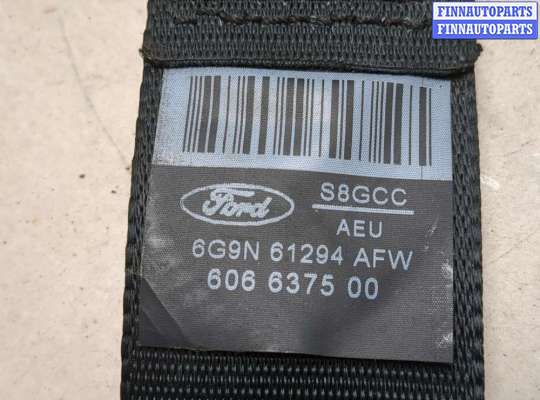 FINNAUTOPARTS
FINNAUTOPARTS
Ford
S8GCC
AEU
6G9N 61294 AFW
606 6375 00